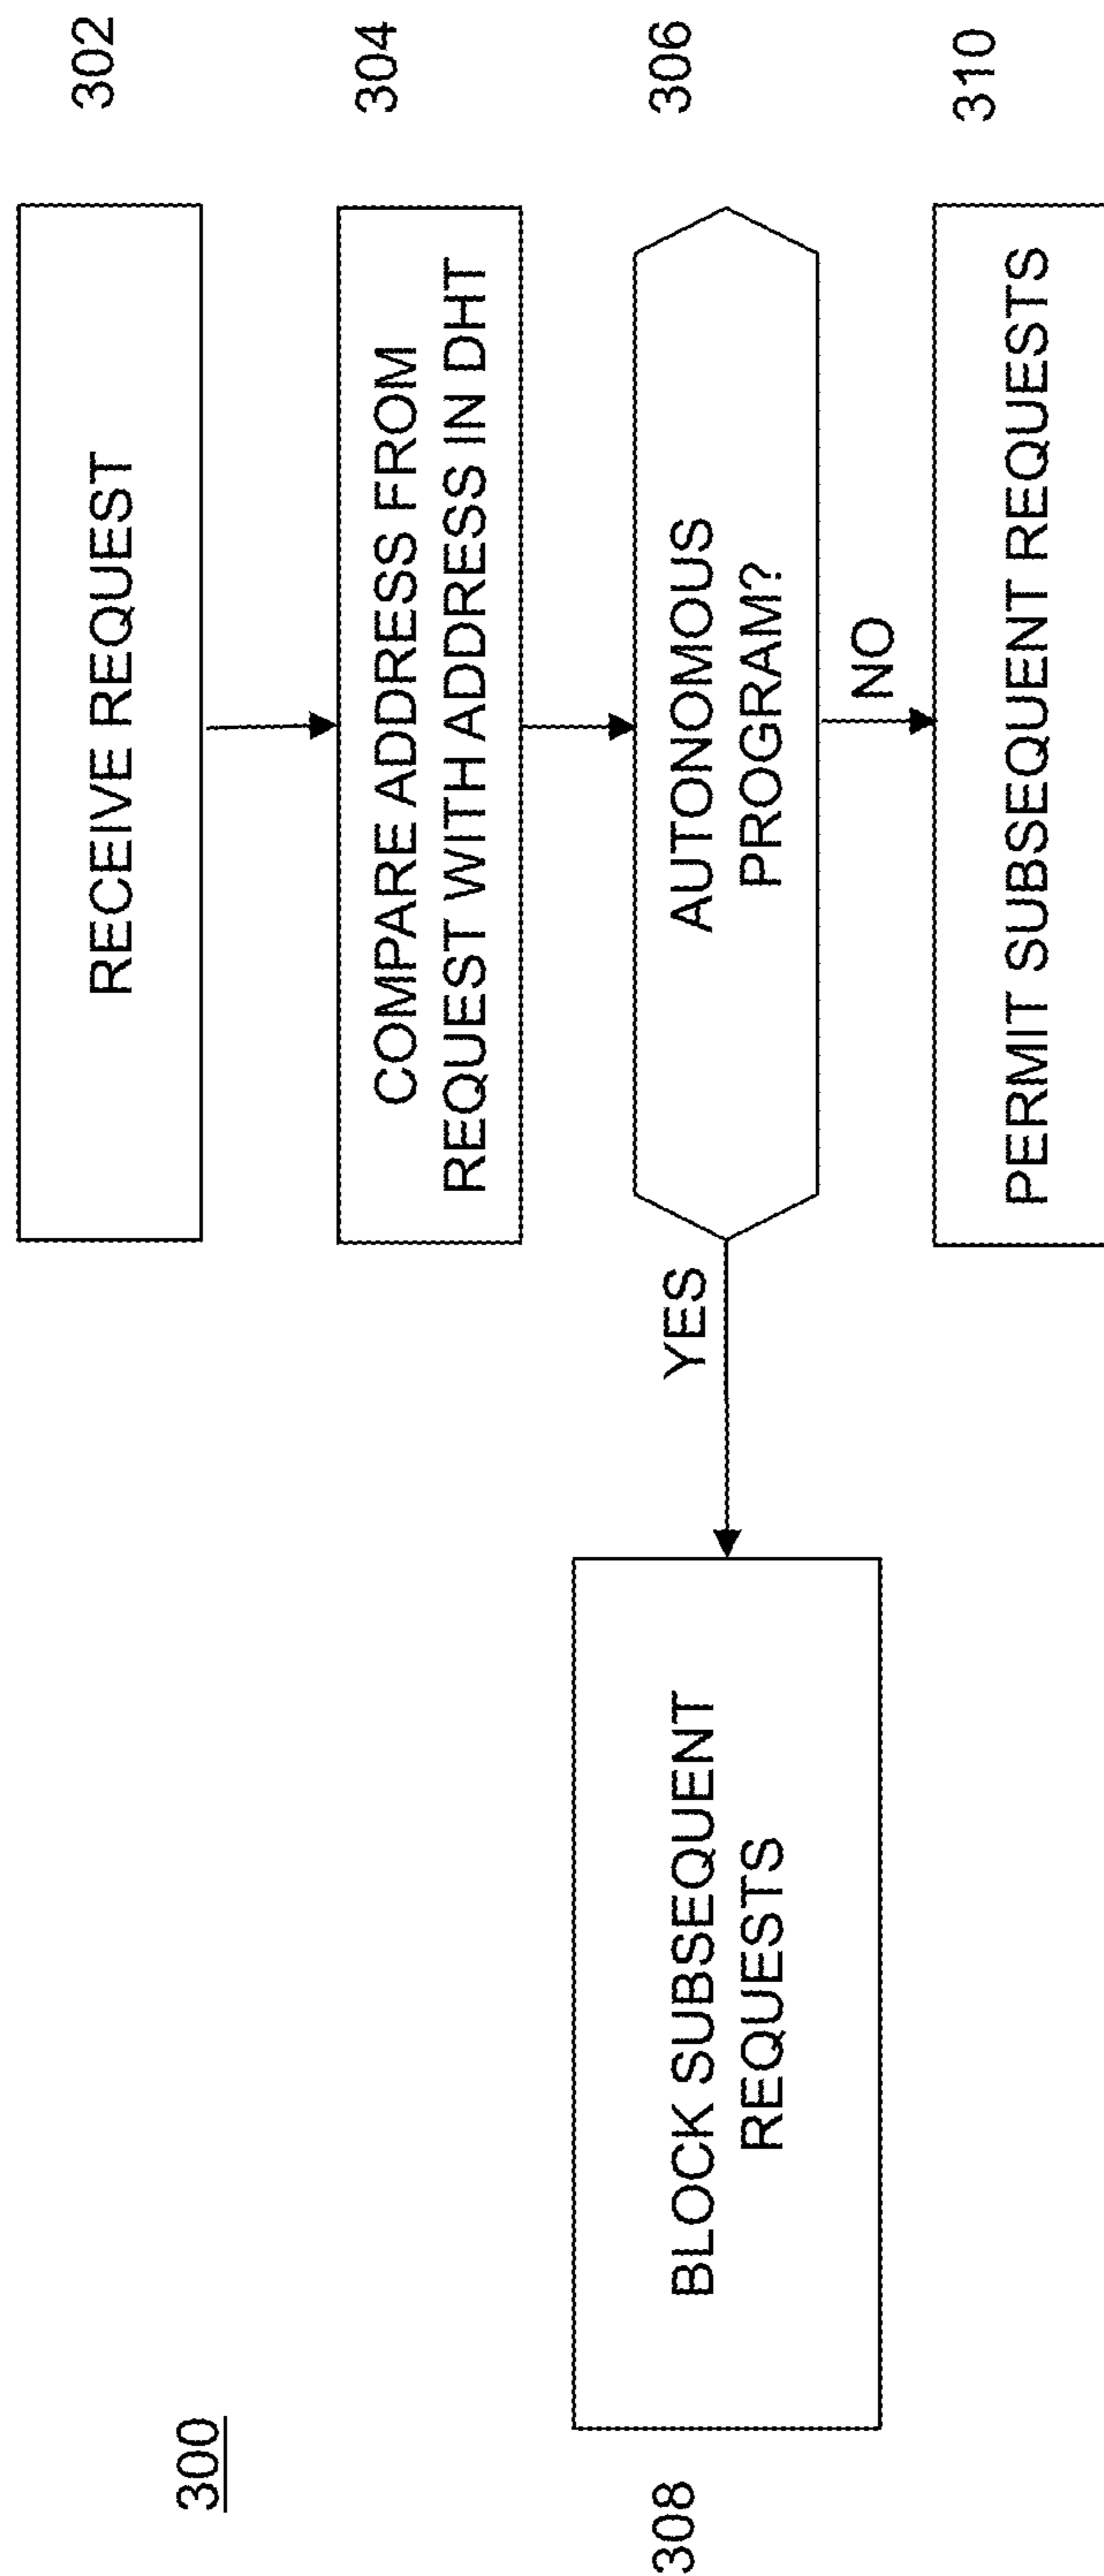 300
RECEIVE REQUEST
302
COMPARE ADDRESS FROM
REQUEST WITH ADDRESS IN DHT
304
AUTONOMOUS
PROGRAM?
306
YES
NO
308
BLOCK SUBSEQUENT
REQUESTS
PERMIT SUBSEQUENT REQUESTS
310